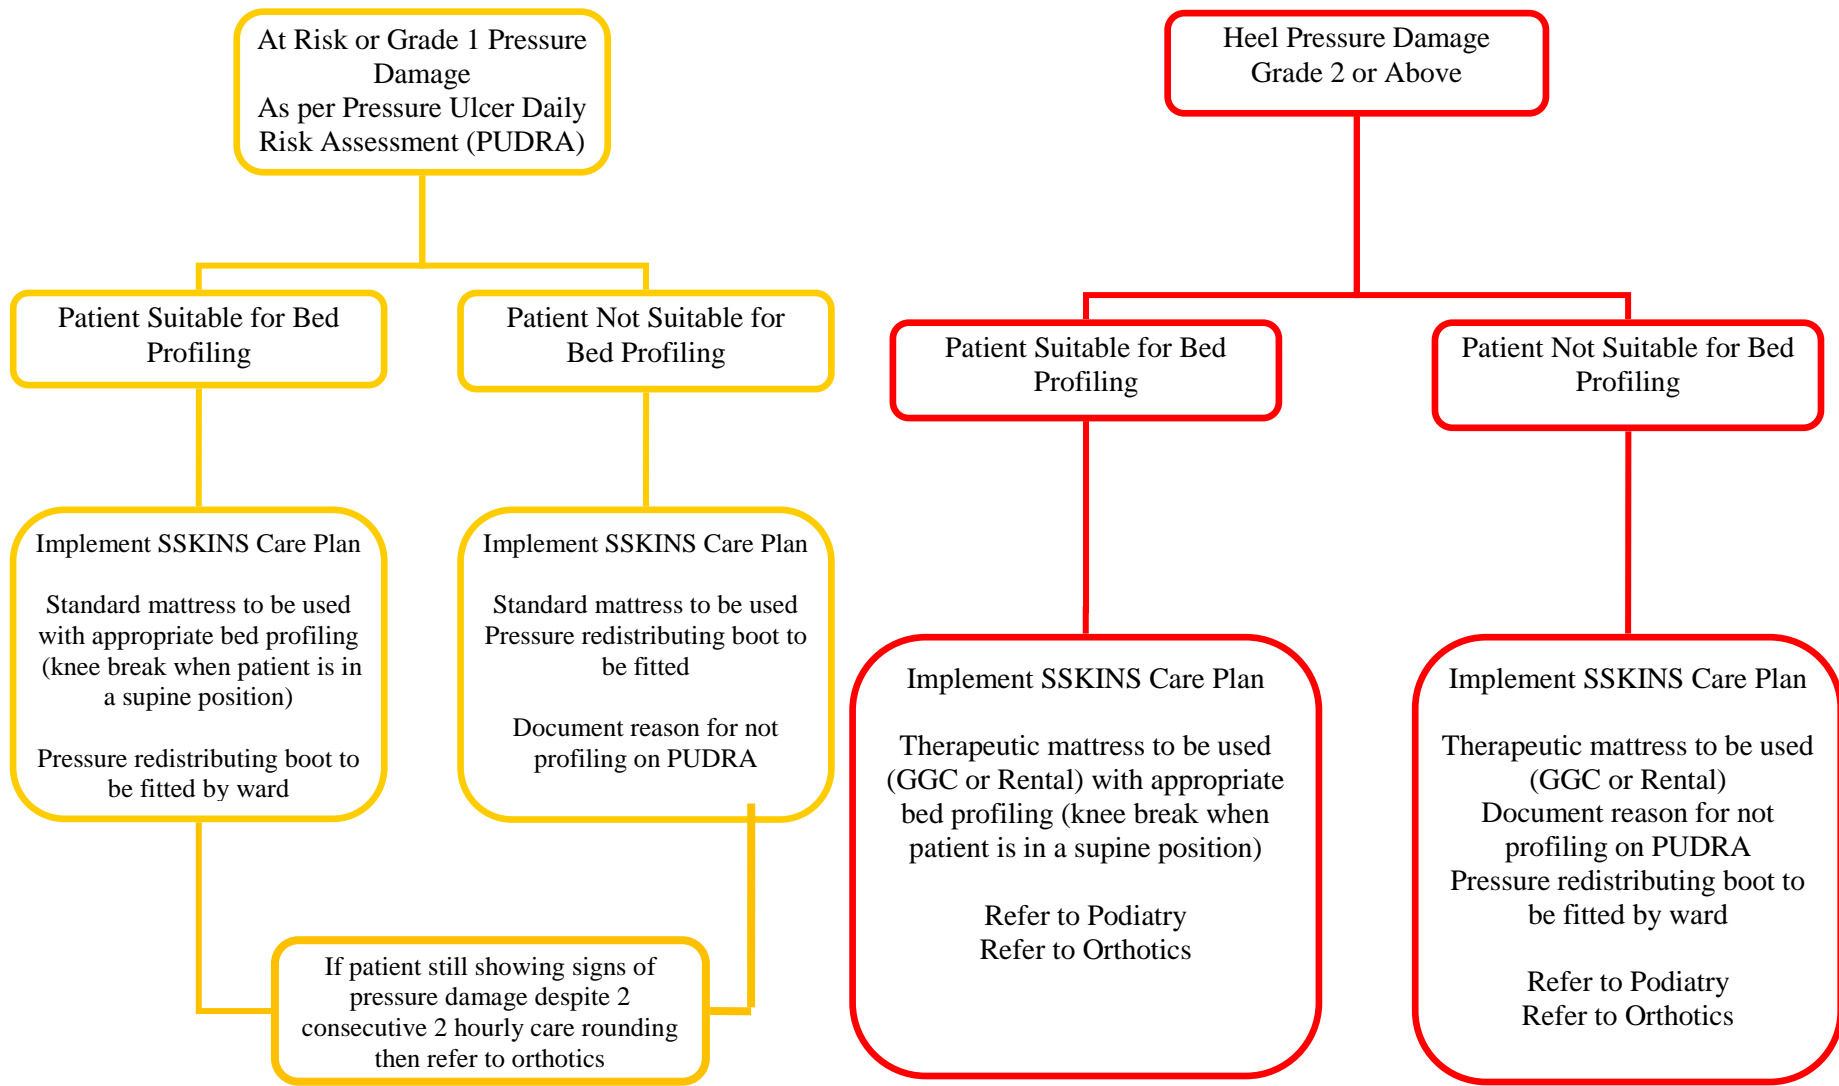 At Risk or Grade 1 Pressure
Damage
As per Pressure Ulcer Daily
Risk Assessment (PUDRA)
Patient Suitable for Bed
Profiling
Patient Not Suitable for
Bed Profiling
Implement SSKINS Care Plan
Standard mattress to be used
with appropriate bed profiling
(knee break when patient is in
a supine position)
Pressure redistributing boot to
be fitted by ward
Implement SSKINS Care Plan
Standard mattress to be used
Pressure redistributing boot to
be fitted
Document reason for not
profiling on PUDRA
If patient still showing signs of
pressure damage despite 2
consecutive 2 hourly care rounding
then refer to orthotics
Heel Pressure Damage
Grade 2 or Above
Patient Suitable for Bed
Profiling
Patient Not Suitable for Bed
Profiling
Implement SSKINS Care Plan
Therapeutic mattress to be used
(GGC or Rental) with appropriate
bed profiling (knee break when
patient is in a supine position)
Refer to Podiatry
Refer to Orthotics
Implement SSKINS Care Plan
Therapeutic mattress to be used
(GGC or Rental)
Document reason for not
profiling on PUDRA
Pressure redistributing boot to
be fitted by ward
Refer to Podiatry
Refer to Orthotics